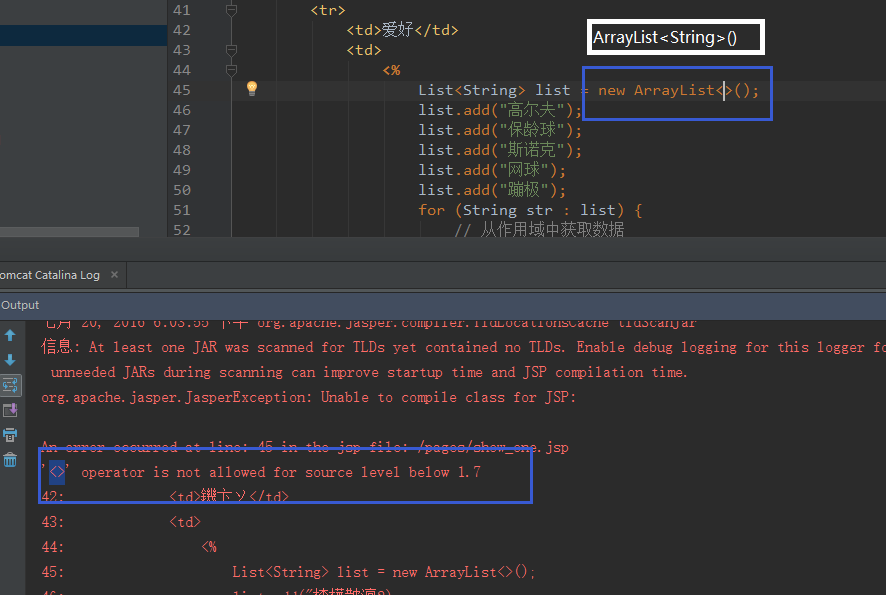 41 <tr>
42 <td>爱好</td>
43 <td>
44 <%
ArrayList<String>()
45 List<String> list = new ArrayList<>();
46 list.add("高尔夫");
47 list.add("保龄球");
48 list.add("斯诺克");
49 list.add("网球");
50 list.add("蹦极");
51 for (String str : list) {
52 // 从作用域中获取数据
omcat Catalina Log ×
Output
七月 20, 2016 6:03:55 下午 org.apache.jasper.compiler.TldLocationsCache tldScanJar
信息: At least one JAR was scanned for TLDs yet contained no TLDs. Enable debug logging for this logger fo
unneeded JARs during scanning can improve startup time and JSP compilation time.
org.apache.jasper.JasperException: Unable to compile class for JSP:
An error occurred at line: 45 in the jsp file: /pages/show_one.jsp
'<>' operator is not allowed for source level below 1.7
42: <td>鐖卞ソ</td>
43: <td>
44: <%
45: List<String> list = new ArrayList<>();